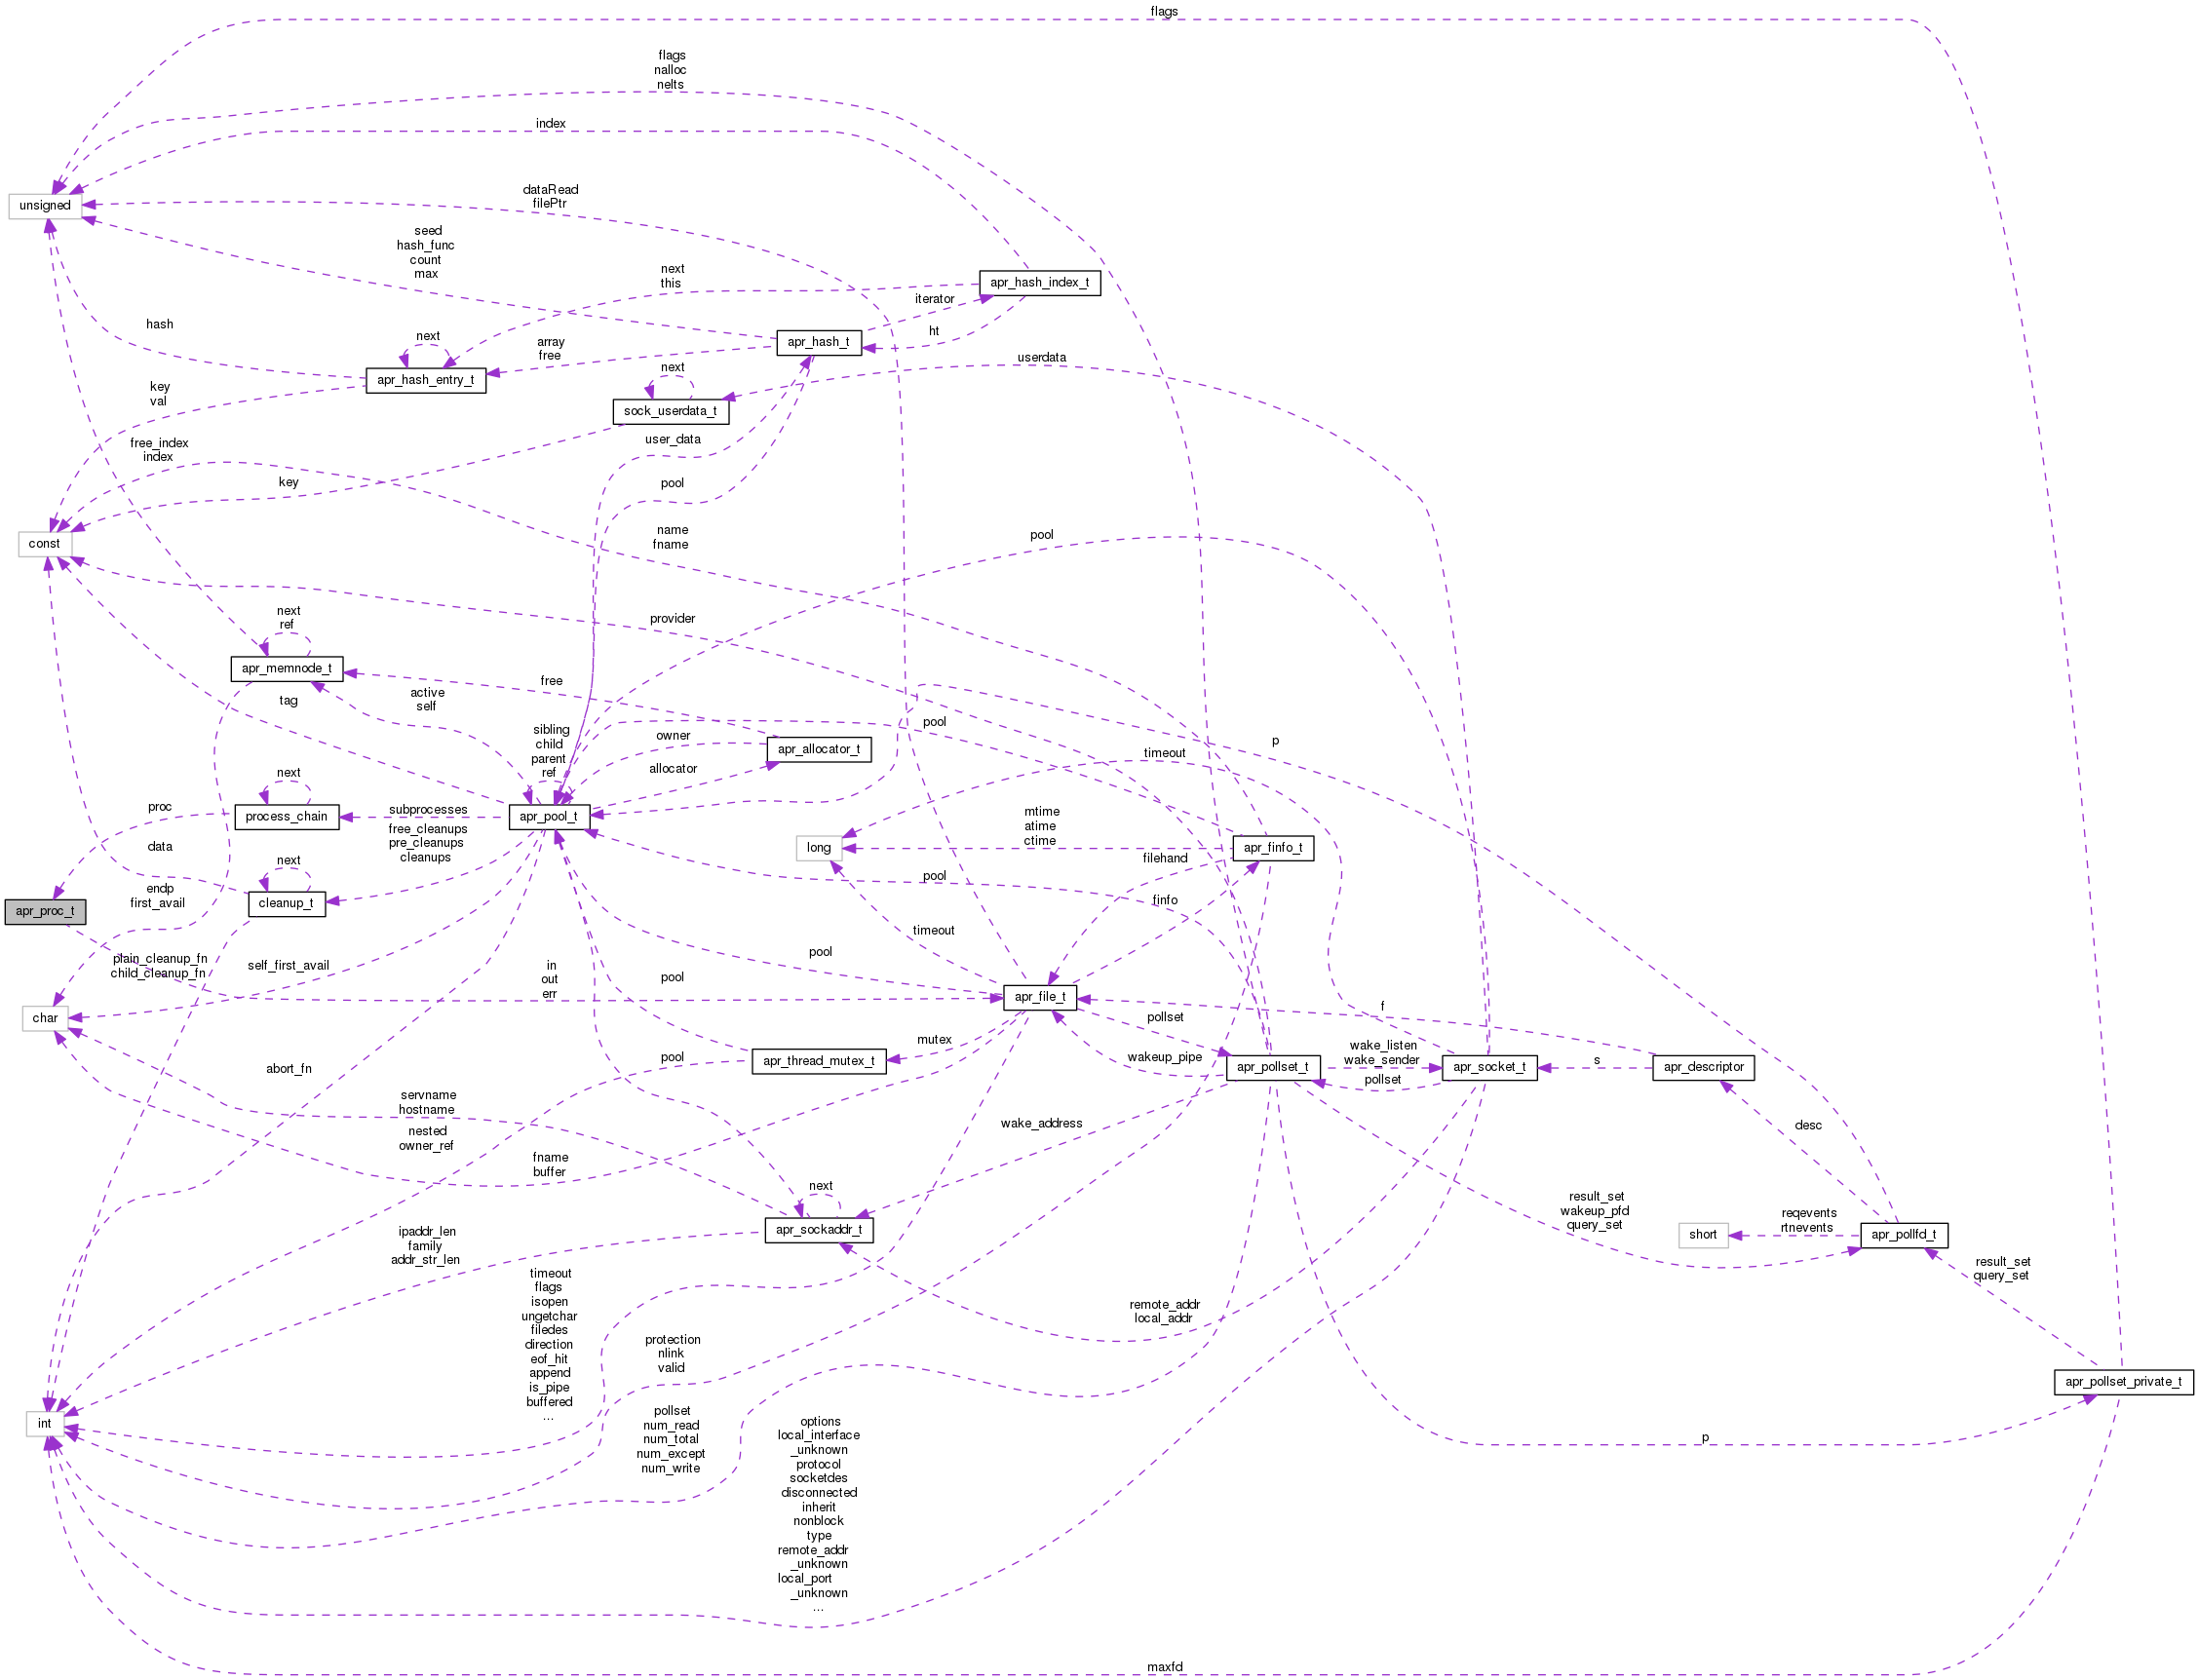 flags
flags
nalloc
nelts
index
dataRead
filePtr
unsigned
seed
hash_func
count
max
next
this
apr_hash_index_t
iterator
hash
next
array
free
apr_hash_t
ht
userdata
apr_hash_entry_t
next
key
val
sock_userdata_t
free_index
index
user_data
key
pool
const
name
fname
pool
next
ref
provider
apr_memnode_t
free
active
self
tag
sibling
child
parent
ref
owner
pool
p
apr_allocator_t
timeout
allocator
next
proc
process_chain
subprocesses
apr_pool_t
mtime
atime
ctime
free_cleanups
pre_cleanups
cleanups
data
long
apr_finfo_t
next
filehand
pool
endp
first_avail
cleanup_t
finfo
apr_proc_t
timeout
plain_cleanup_fn
child_cleanup_fn
self_first_avail
in
out
err
pool
pool
apr_file_t
f
char
pollset
mutex
wakeup_pipe
wake_listen
wake_sender
s
abort_fn
pool
apr_thread_mutex_t
apr_pollset_t
pollset
apr_socket_t
apr_descriptor
servname
hostname
nested
owner_ref
wake_address
desc
fname
buffer
next
result_set
wakeup_pfd
query_set
reqevents
rtnevents
ipaddr_len
family
addr_str_len
apr_sockaddr_t
short
apr_pollfd_t
result_set
query_set
timeout
flags
isopen
ungetchar
filedes
direction
eof_hit
append
is_pipe
buffered
...
remote_addr
local_addr
protection
nlink
valid
apr_pollset_private_t
int
pollset
num_read
num_total
num_except
num_write
options
local_interface
_unknown
protocol
socketdes
disconnected
inherit
nonblock
type
remote_addr
_unknown
local_port
_unknown
...
p
maxfd